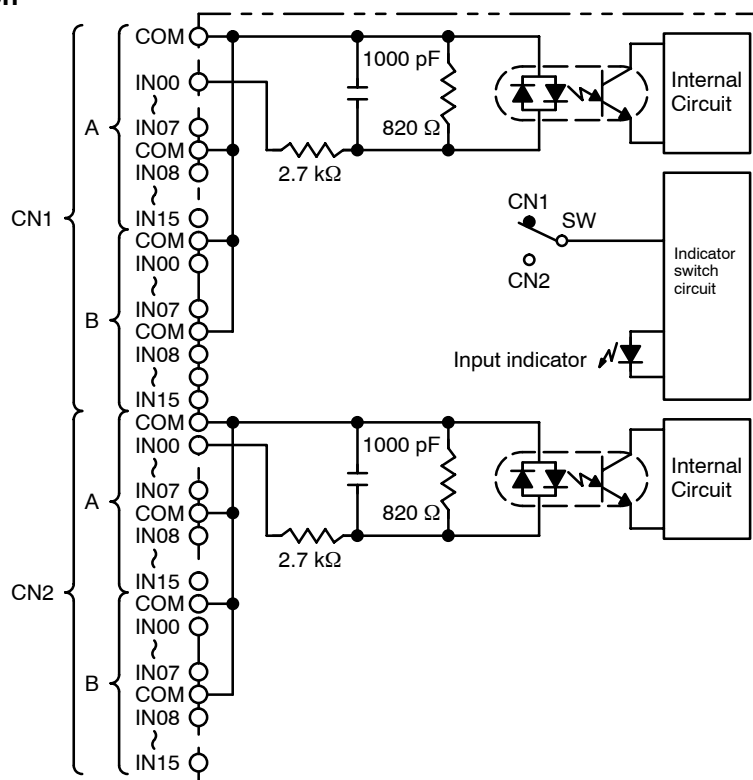 COM
1000 pF
IN00
Internal
Circuit
A
IN07
820 Ω
COM
IN08
2.7 kΩ
CN1
CN1
IN15
SW
COM
IN00
CN2
Indicator
switch
circuit
IN07
B
COM
IN08
Input indicator
IN15
COM
IN00
1000 pF
Internal
Circuit
IN07
A
COM
820 Ω
IN08
2.7 kΩ
IN15
CN2
COM
IN00
IN07
B
COM
IN08
IN15